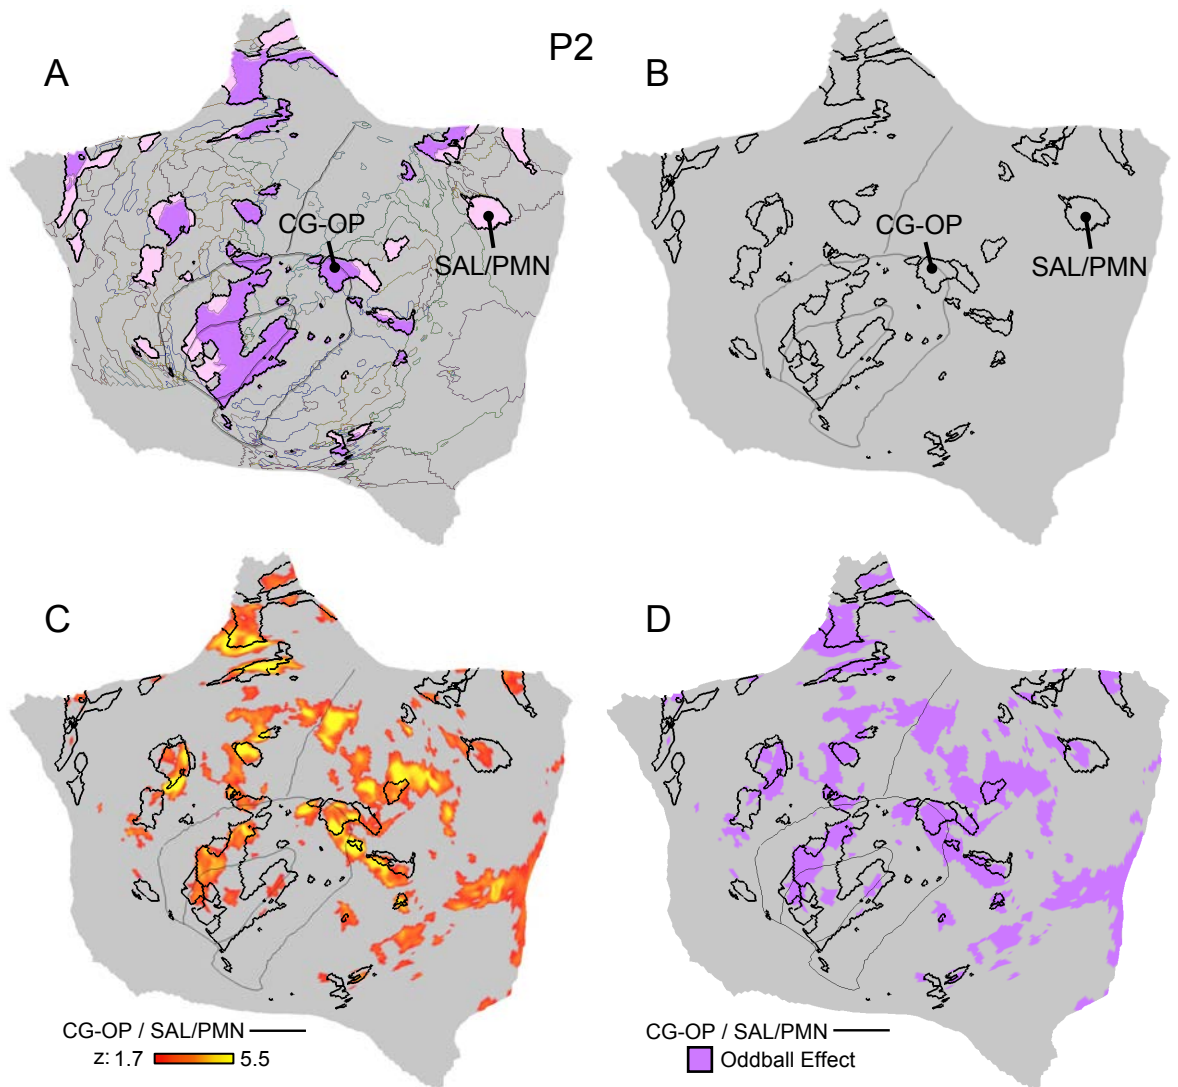 P2
A
B
CG-OP
SAL/PMN
CG-OP
SAL/PMN
C
D
CG-OP / SAL/PMN
z: 1.7 5.5
CG-OP / SAL/PMN
Oddball Effect